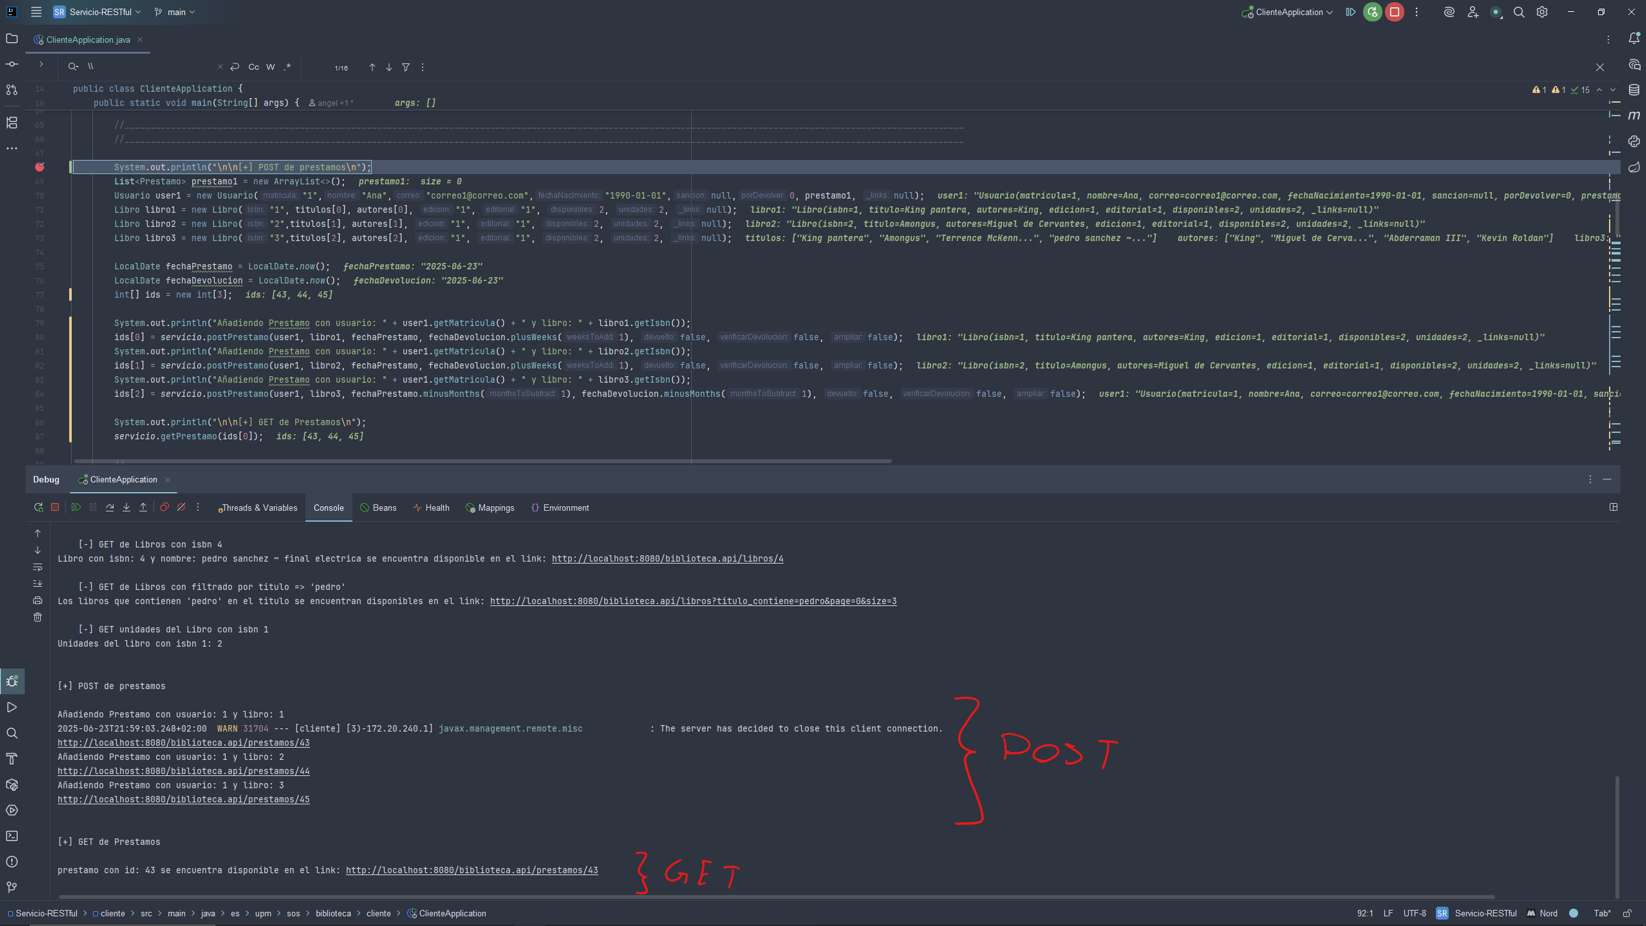 SR Servicio-RESTful main ClienteApplication
ClienteApplication.java
\\ Cc W .* 1/16
14 public class ClienteApplication {
16 public static void main(String[] args) { angel +1 * args: []
1 1 15
65 //
66 //
67
System.out.println("\n\n[+] POST de prestamos\n");
69 List<Prestamo> prestamo1 = new ArrayList<>(); prestamo1: size = 0
70 Usuario user1 = new Usuario( matricula: "1", nombre: "Ana", correo: "correo1@correo.com", fechaNacimiento: "1990-01-01", sancion: null, porDevolver: 0, prestamo1, _links: null); user1: "Usuario(matricula=1, nombre=Ana, correo=correo1@correo.com, fechaNacimiento=1990-01-01, sancion=null, porDevolver=0, prestam
71 Libro libro1 = new Libro( isbn: "1", titulos[0], autores[0], edicion: "1", editorial: "1", disponibles: 2, unidades: 2, _links: null); libro1: "Libro(isbn=1, titulo=King pantera, autores=King, edicion=1, editorial=1, disponibles=2, unidades=2, _links=null)"
72 Libro libro2 = new Libro( isbn: "2",titulos[1], autores[1], edicion: "1", editorial: "1", disponibles: 2, unidades: 2, _links: null); libro2: "Libro(isbn=2, titulo=Amongus, autores=Miguel de Cervantes, edicion=1, editorial=1, disponibles=2, unidades=2, _links=null)"
73 Libro libro3 = new Libro( isbn: "3",titulos[2], autores[2], edicion: "1", editorial: "1", disponibles: 2, unidades: 2, _links: null); titulos: ["King pantera", "Amongus", "Terrence McKenn...", "pedro sanchez ~..."] autores: ["King", "Miguel de Cerva...", "Abderraman III", "Kevin Roldan"] libro3:
74
75 LocalDate fechaPrestamo = LocalDate.now(); fechaPrestamo: "2025-06-23"
76 LocalDate fechaDevolucion = LocalDate.now(); fechaDevolucion: "2025-06-23"
77 int[] ids = new int[3]; ids: [43, 44, 45]
78
79 System.out.println("Añadiendo Prestamo con usuario: " + user1.getMatricula() + " y libro: " + libro1.getIsbn());
80 ids[0] = servicio.postPrestamo(user1, libro1, fechaPrestamo, fechaDevolucion.plusWeeks( weeksToAdd: 1), devuelto: false, verificarDevolucion: false, ampliar: false); libro1: "Libro(isbn=1, titulo=King pantera, autores=King, edicion=1, editorial=1, disponibles=2, unidades=2, _links=null)"
81 System.out.println("Añadiendo Prestamo con usuario: " + user1.getMatricula() + " y libro: " + libro2.getIsbn());
82 ids[1] = servicio.postPrestamo(user1, libro2, fechaPrestamo, fechaDevolucion.plusWeeks( weeksToAdd: 1), devuelto: false, verificarDevolucion: false, ampliar: false); libro2: "Libro(isbn=2, titulo=Amongus, autores=Miguel de Cervantes, edicion=1, editorial=1, disponibles=2, unidades=2, _links=null)"
83 System.out.println("Añadiendo Prestamo con usuario: " + user1.getMatricula() + " y libro: " + libro3.getIsbn());
84 ids[2] = servicio.postPrestamo(user1, libro3, fechaPrestamo.minusMonths( monthsToSubtract: 1), fechaDevolucion.minusMonths( monthsToSubtract: 1), devuelto: false, verificarDevolucion: false, ampliar: false); user1: "Usuario(matricula=1, nombre=Ana, correo=correo1@correo.com, fechaNacimiento=1990-01-01, sancio
85
86 System.out.println("\n\n[+] GET de Prestamos\n");
87 servicio.getPrestamo(ids[0]); ids: [43, 44, 45]
88
Debug ClienteApplication
Threads & Variables Console Beans Health Mappings Environment
[-] GET de Libros con isbn 4
Libro con isbn: 4 y nombre: pedro sanchez ~ final electrica se encuentra disponible en el link: http://localhost:8080/biblioteca.api/libros/4
[-] GET de Libros con filtrado por titulo => 'pedro'
Los libros que contienen 'pedro' en el titulo se encuentran disponibles en el link: http://localhost:8080/biblioteca.api/libros?titulo_contiene=pedro&page=0&size=3
[-] GET unidades del Libro con isbn 1
Unidades del libro con isbn 1: 2
[+] POST de prestamos
Añadiendo Prestamo con usuario: 1 y libro: 1
2025-06-23T21:59:03.248+02:00 WARN 31704 --- [cliente] [3)-172.20.240.1] javax.management.remote.misc : The server has decided to close this client connection.
http://localhost:8080/biblioteca.api/prestamos/43
Añadiendo Prestamo con usuario: 1 y libro: 2
http://localhost:8080/biblioteca.api/prestamos/44
Añadiendo Prestamo con usuario: 1 y libro: 3
http://localhost:8080/biblioteca.api/prestamos/45
POST
[+] GET de Prestamos
prestamo con id: 43 se encuentra disponible en el link: http://localhost:8080/biblioteca.api/prestamos/43
GET
Servicio-RESTful > cliente > src > main > java > es > upm > sos > biblioteca > cliente > ClienteApplication 92:1 LF UTF-8 SR Servicio-RESTful Nord Tab*